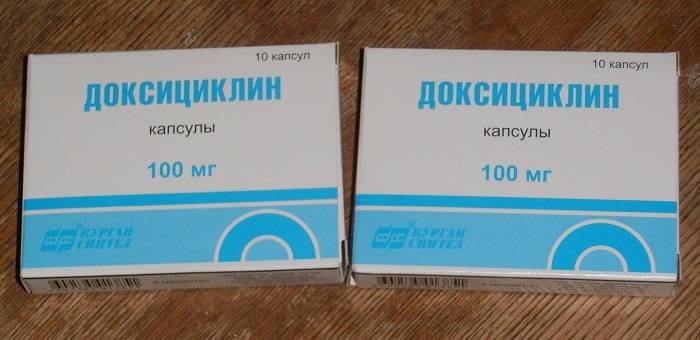 10 капсул
ДОКСИЦИКЛИН
капсулы
100 мг
КУРГАН
СИНТЕЗ
10 капсул
ДОКСИЦИКЛИН
капсулы
100 мг
КУРГАН
СИНТЕЗ